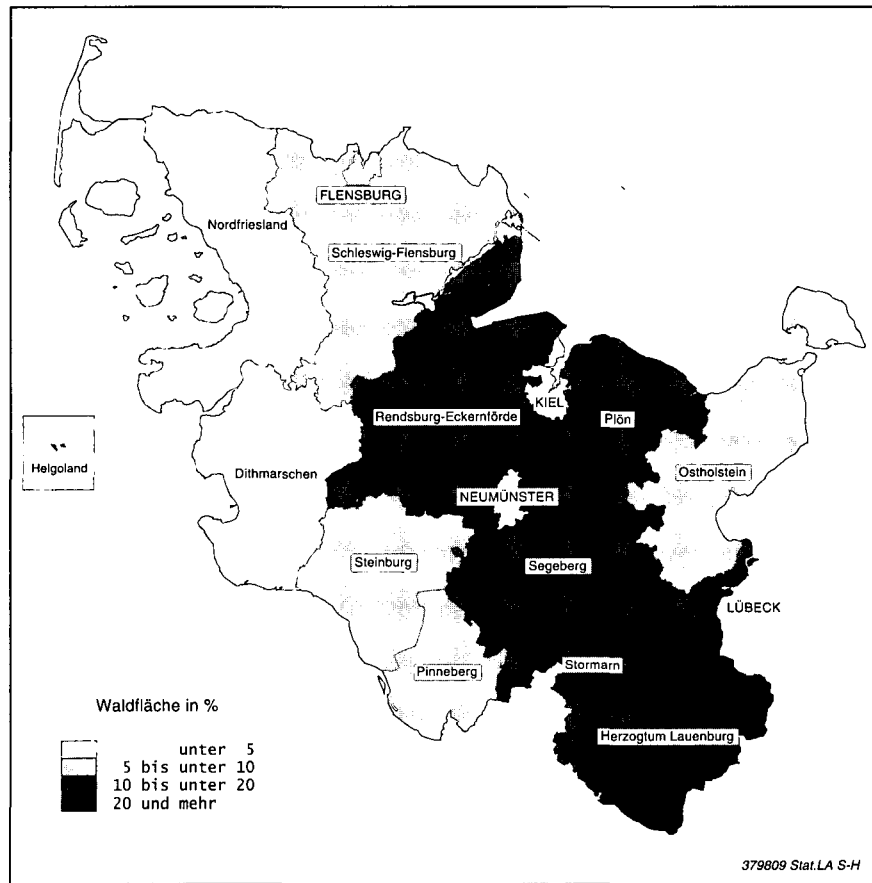 FLENSBURG
Nordfriesland
Schleswig-Flensburg
KIEL
Rendsburg-Eckernförde
Plön
Helgoland
Dithmarschen
Ostholstein
NEUMÜNSTER
Steinburg
Segeberg
LÜBECK
Stormarn
Pinneberg
Herzogtum Lauenburg
Waldfläche in %
unter 5
5 bis unter 10
10 bis unter 20
20 und mehr
379809 Stat.LA S-H